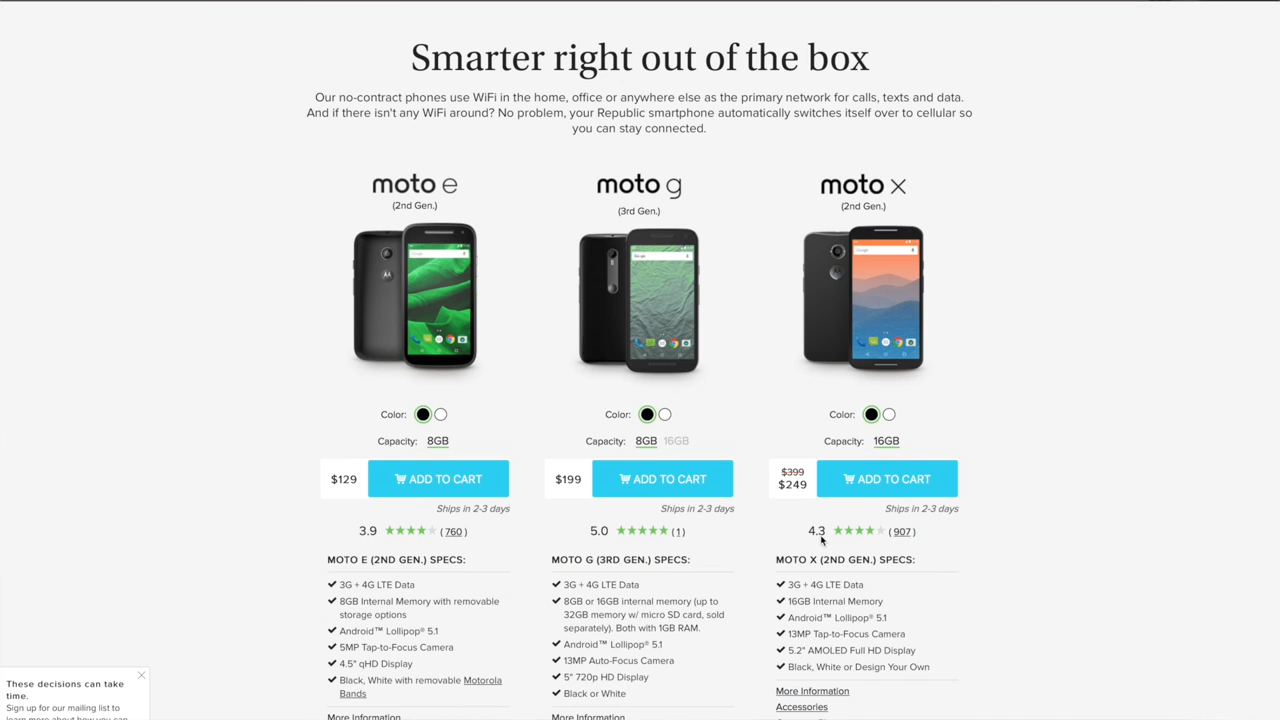 Smarter right out of the box
Our no-contract phones use WiFi in the home, office or anywhere else as the primary network for calls, texts and data.
And if there isn't any WiFi around? No problem, your Republic smartphone automatically switches itself over to cellular so
you can stay connected.
moto e
(2nd Gen.)
Color:
Capacity: 8GB
$129
ADD TO CART
Ships in 2-3 days
3.9 (760)
MOTO E (2ND GEN.) SPECS:
3G + 4G LTE Data
8GB Internal Memory with removable
storage options
Android™ Lollipop® 5.1
5MP Tap-to-Focus Camera
4.5" qHD Display
Black, White with removable Motorola
Bands
More Information
moto g
(3rd Gen.)
Google
Color:
Capacity: 8GB 16GB
$199
ADD TO CART
Ships in 2-3 days
5.0 (1)
MOTO G (3RD GEN.) SPECS:
3G + 4G LTE Data
8GB or 16GB internal memory (up to
32GB memory w/ micro SD card, sold
separately). Both with 1GB RAM.
Android™ Lollipop® 5.1
13MP Auto-Focus Camera
5" 720p HD Display
Black or White
More Information
moto x
(2nd Gen.)
Google
Color:
Capacity: 16GB
$399
$249
ADD TO CART
Ships in 2-3 days
4.3 (907)
MOTO X (2ND GEN.) SPECS:
3G + 4G LTE Data
16GB Internal Memory
Android™ Lollipop® 5.1
13MP Tap-to-Focus Camera
5.2" AMOLED Full HD Display
Black, White or Design Your Own
More Information
Accessories
These decisions can take
time.
Sign up for our mailing list to
learn more about how you can